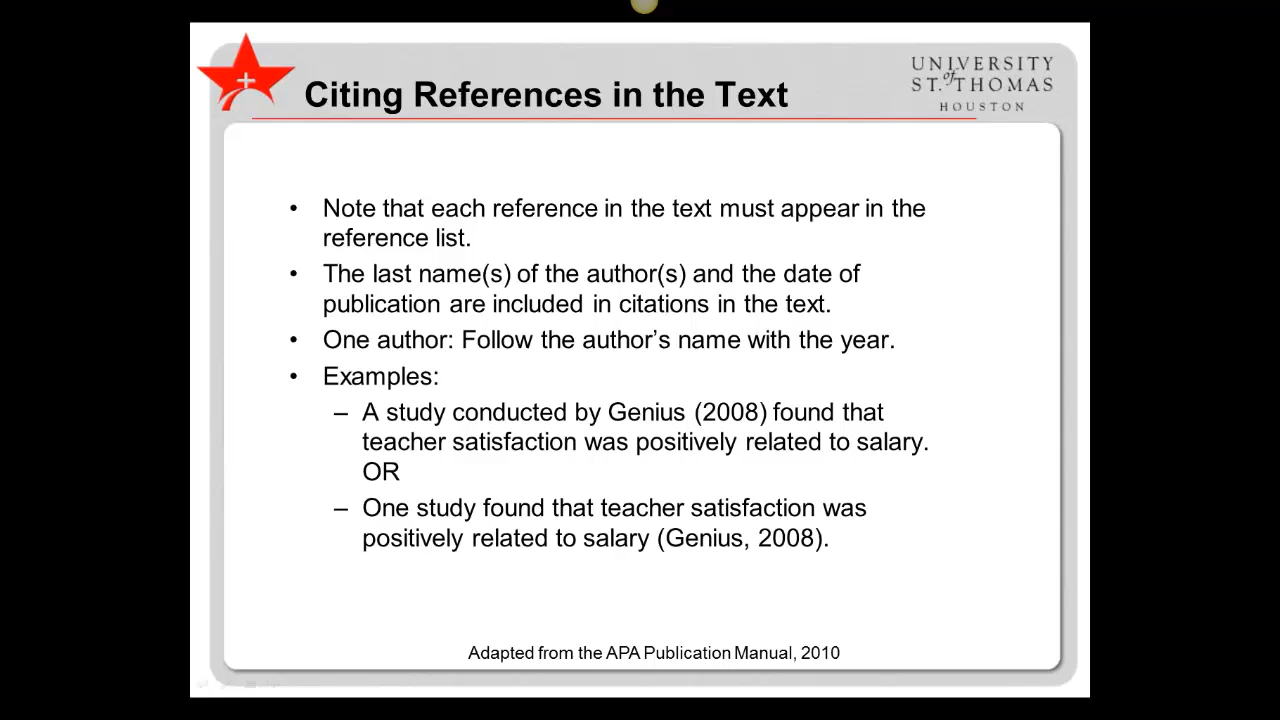 UNIVERSITY
of
ST. THOMAS
HOUSTON
Citing References in the Text
• Note that each reference in the text must appear in the
reference list.
• The last name(s) of the author(s) and the date of
publication are included in citations in the text.
• One author: Follow the author’s name with the year.
• Examples:
– A study conducted by Genius (2008) found that
teacher satisfaction was positively related to salary.
OR
– One study found that teacher satisfaction was
positively related to salary (Genius, 2008).
Adapted from the APA Publication Manual, 2010